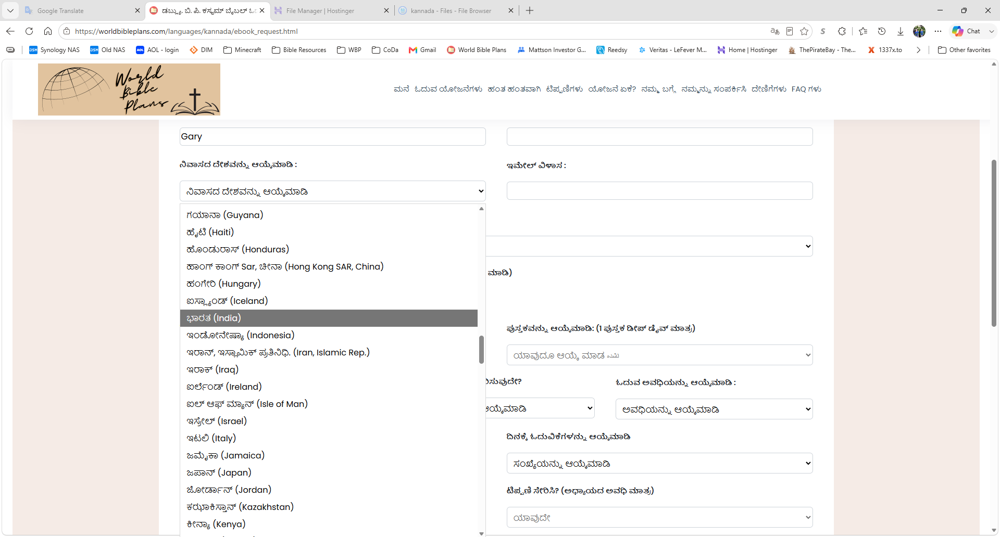 Google Translate
ಡಬ್ಲ್ಯು. ಬಿ. ಪಿ. ಕಸ್ಟಮ್ ಬೈಬಲ್ ಓದ
File Manager | Hostinger
kannada - Files - File Browser
https://worldbibleplans.com/languages/kannada/ebook_request.html
Chat
Synology NAS
Old NAS
AOL - login
DIM
Minecraft
Bible Resources
WBP
CoDa
Gmail
World Bible Plans
Mattson Investor G...
Reedsy
Veritas - LeFever M...
Home | Hostinger
ThePirateBay - The...
1337x.to
Other favorites
World
Bible
Plans
ಮನೆ ಓದುವ ಯೋಜನೆಗಳು ಹಂತ ಹಂತವಾಗಿ ಟಿಪ್ಪಣಿಗಳು ಯೋಜನೆ ಏಕೆ? ನಮ್ಮ ಬಗ್ಗೆ ನಮ್ಮನ್ನು ಸಂಪರ್ಕಿಸಿ ದೇಣಿಗೆಗಳು FAQ ಗಳು
Gary
ನಿವಾಸದ ದೇಶವನ್ನು ಆಯ್ಕೆಮಾಡಿ :
ಇಮೇಲ್ ವಿಳಾಸ :
ನಿವಾಸದ ದೇಶವನ್ನು ಆಯ್ಕೆಮಾಡಿ
ಗಯಾನಾ (Guyana)
ಹೈಟಿ (Haiti)
ಹೊಂಡುರಾಸ್ (Honduras)
ಹಾಂಗ್ ಕಾಂಗ್ Sar, ಚೀನಾ (Hong Kong SAR, China)
ಹಂಗೇರಿ (Hungary)
ಐಸ್ಲ್ಯಾಂಡ್ (Iceland)
ಭಾರತ (India)
ಇಂಡೋನೇಷ್ಯಾ (Indonesia)
ಇರಾನ್, ಇಸ್ಲಾಮಿಕ್ ಪ್ರತಿನಿಧಿ. (Iran, Islamic Rep.)
ಇರಾಕ್ (Iraq)
ಐರ್ಲೆಂಡ್ (Ireland)
ಐಲ್ ಆಫ್ ಮ್ಯಾನ್ (Isle of Man)
ಇಸ್ರೇಲ್ (Israel)
ಇಟಲಿ (Italy)
ಜಮೈಕಾ (Jamaica)
ಜಪಾನ್ (Japan)
ಜೋರ್ಡಾನ್ (Jordan)
ಕಝಾಕಿಸ್ತಾನ್ (Kazakhstan)
ಕೀನ್ಯಾ (Kenya)
ಮಾಡಿ)
ಪುಸ್ತಕವನ್ನು ಆಯ್ಕೆಮಾಡಿ: (1 ಪುಸ್ತಕ ಡೀಪ್ ಡೈವ್ ಮಾತ್ರ)
ಯಾವುದೂ ಆಯ್ಕೆ ಮಾಡ
ರಿಸುವುದೇ?
ಓದುವ ಅವಧಿಯನ್ನು ಆಯ್ಕೆಮಾಡಿ :
ಆಯ್ಕೆಮಾಡಿ
ಅವಧಿಯನ್ನು ಆಯ್ಕೆಮಾಡಿ
ದಿನಕ್ಕೆ ಓದುವಿಕೆಗಳನ್ನು ಆಯ್ಕೆಮಾಡಿ
ಸಂಖ್ಯೆಯನ್ನು ಆಯ್ಕೆಮಾಡಿ
ಟಿಪ್ಪಣಿ ಸೇರಿಸಿ? (ಅಧ್ಯಾಯದ ಅವಧಿ ಮಾತ್ರ)
ಯಾವುದೇ